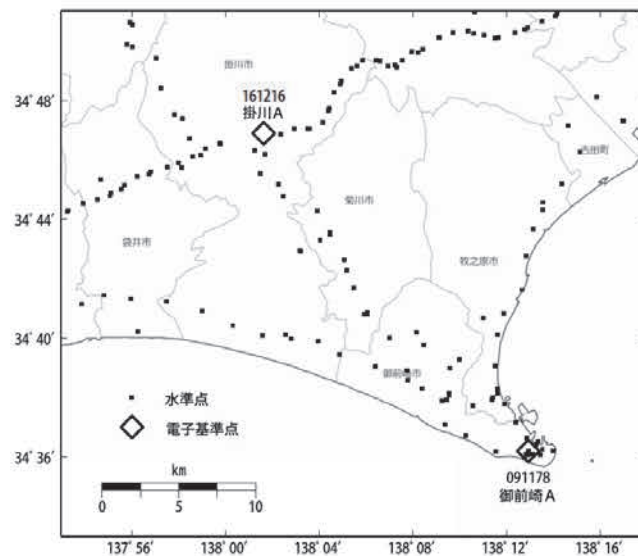 掛川市
161216
掛川A
34° 48'
吉田町
34° 44'
菊川市
袋井市
牧之原市
34° 40'
御前崎市
水準点
電子基準点
34° 36'
km
0 5 10
091178
御前崎A
137° 56' 138° 00' 138° 04' 138° 08' 138° 12' 138° 16'